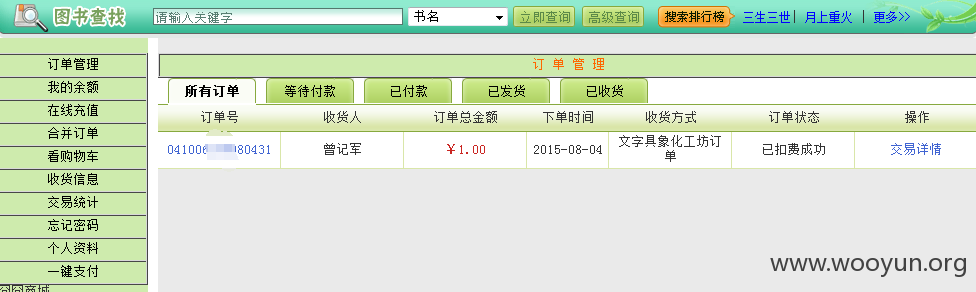 图书查找 请输入关键字 书名 立即查询 高级查询 搜索排行榜 三生三世| 月上重火 | 更多>>
订单管理
我的余额
在线充值
合并订单
看购物车
收货信息
交易统计
忘记密码
个人资料
一键支付
订 单 管 理
所有订单 等待付款 已付款 已发货 已收货
订单号 收货人 订单总金额 下单时间 收货方式 订单状态 操作
04100 080431 曾记军 ￥1.00 2015-08-04 文字具象化工坊订
单 已扣费成功 交易详情
www.wooyun.org